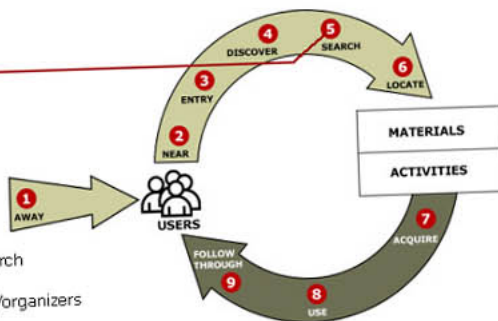 1
AWAY
USERS
2
NEAR
3
ENTRY
4
DISCOVER
5
SEARCH
6
LOCATE
MATERIALS
ACTIVITIES
7
ACQUIRE
8
USE
FOLLOW
THROUGH
9
rch
/organizers